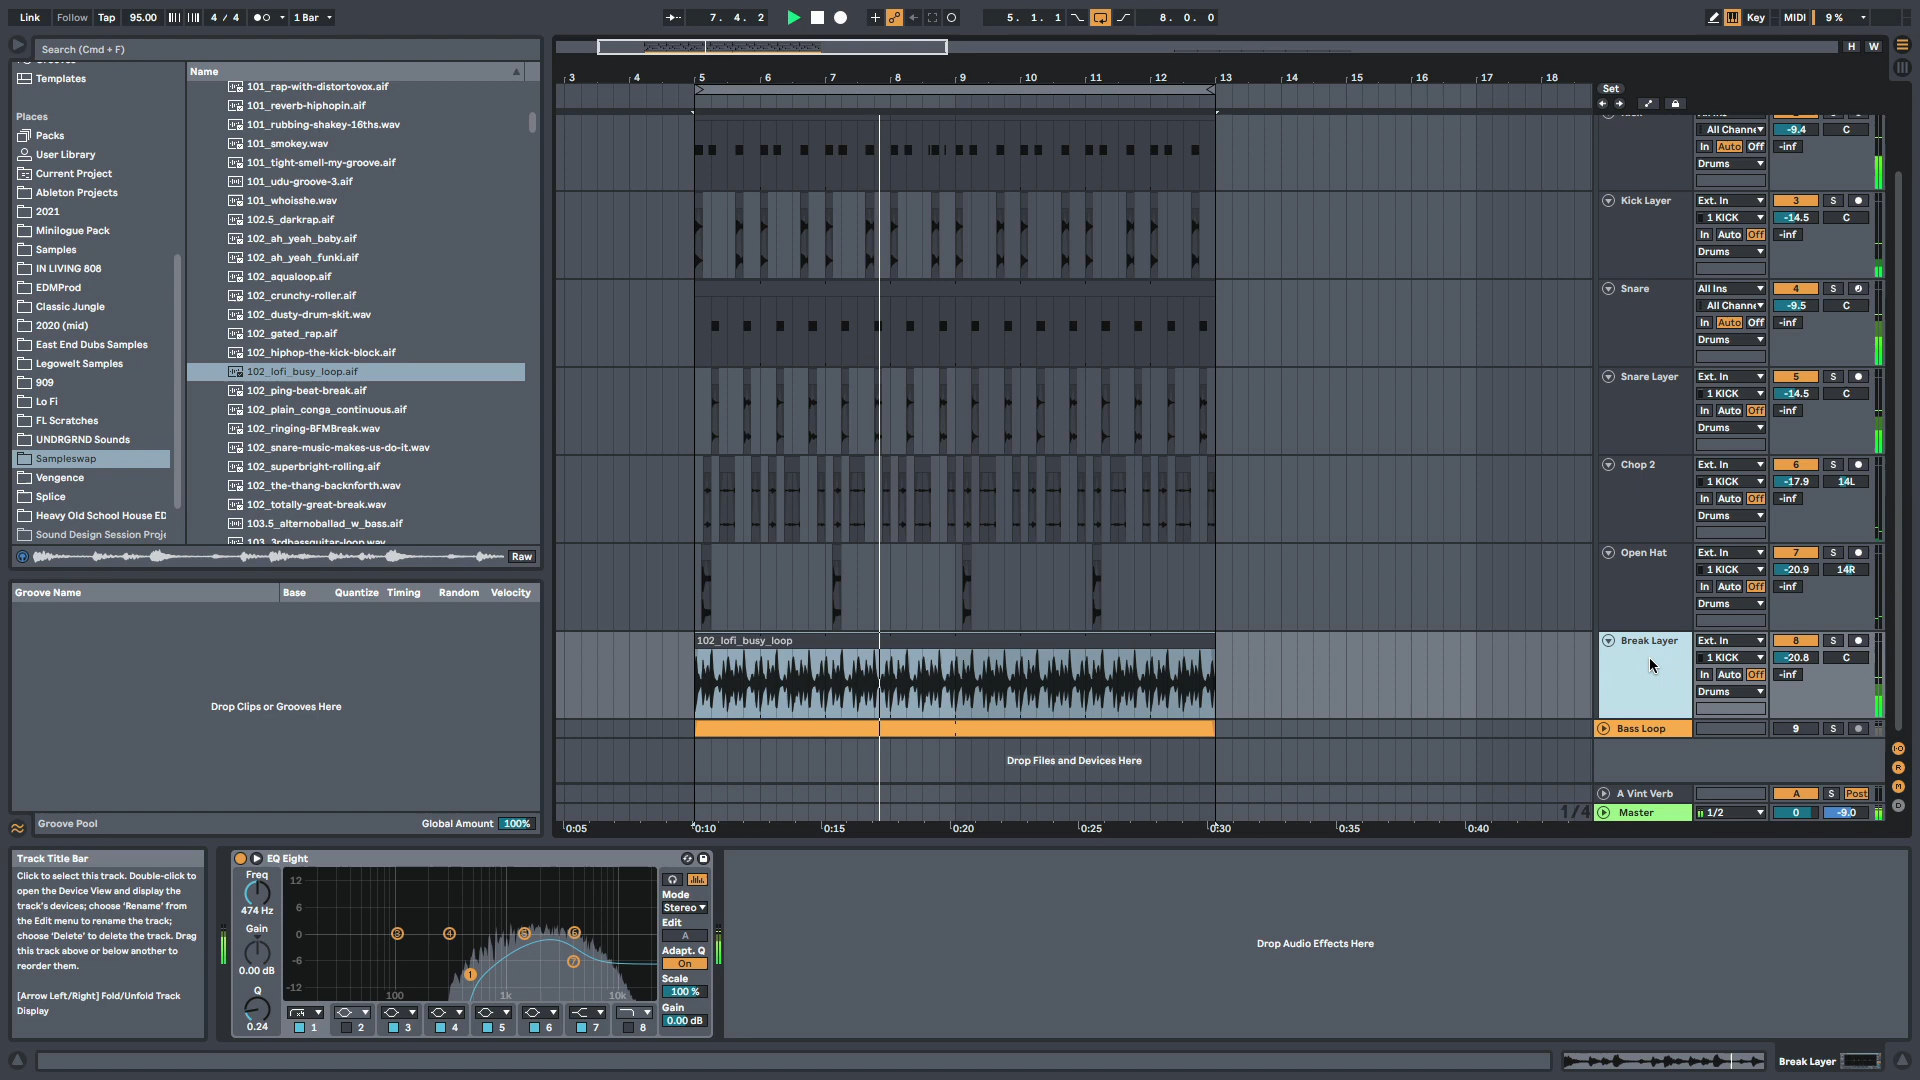 Link Follow Tap 95.00 4 / 4 1 Bar 7. 4. 2 5. 1. 1 8. 0. 0 Key MIDI 9 %
Search (Cmd + F)
H W
Templates
Places
Packs
User Library
Current Project
Ableton Projects
2021
Minilogue Pack
Samples
IN LIVING 808
EDMProd
Classic Jungle
2020 (mid)
East End Dubs Samples
Legowelt Samples
909
Lo Fi
FL Scratches
UNDRGRND Sounds
Sampleswap
Vengence
Splice
Heavy Old School House ED
Sound Design Session Proje
Name
101_rap-with-distortovox.aif
101_reverb-hiphopin.aif
101_rubbing-shakey-16ths.wav
101_smokey.wav
101_tight-smell-my-groove.aif
101_udu-groove-3.aif
101_whoisshe.wav
102.5_darkrap.aif
102_ah_yeah_baby.aif
102_ah_yeah_funki.aif
102_aqualoop.aif
102_crunchy-roller.aif
102_dusty-drum-skit.wav
102_gated_rap.aif
102_hiphop-the-kick-block.aif
102_lofi_busy_loop.aif
102_ping-beat-break.aif
102_plain_conga_continuous.aif
102_ringing-BFMBreak.wav
102_snare-music-makes-us-do-it.wav
102_superbright-rolling.aif
102_the-thang-backnforth.wav
102_totally-great-break.wav
103.5_alternoballad_w_bass.aif
103_3rdbassguitar-loop.wav
Raw
Groove Name Base Quantize Timing Random Velocity
Drop Clips or Grooves Here
Groove Pool Global Amount 100%
3 4 5 6 7 8 9 10 11 12 13 14 15 16 17 18
Set
All Channe -9.4 C
In Auto Off -inf
Drums
Kick Layer Ext. In 3 S
1 KICK -14.5 C
In Auto Off -inf
Drums
Snare All Ins 4 S
All Channe -9.5 C
In Auto Off -inf
Drums
Snare Layer Ext. In 5 S
1 KICK -14.5 C
In Auto Off -inf
Drums
Chop 2 Ext. In 6 S
1 KICK -17.9 14L
In Auto Off -inf
Drums
Open Hat Ext. In 7 S
1 KICK -20.9 14R
In Auto Off -inf
Drums
102_lofi_busy_loop
Break Layer Ext. In 8 S
1 KICK -20.8 C
In Auto Off -inf
Drums
Bass Loop 9 S
Drop Files and Devices Here
A Vint Verb A S Post
1/4 Master 1/2 0 -9.0
0:05 0:10 0:15 0:20 0:25 0:30 0:35 0:40
I·O
R
M
D
Track Title Bar
Click to select this track. Double-click to
open the Device View and display the
track's devices; choose 'Rename' from
the Edit menu to rename the track;
choose 'Delete' to delete the track. Drag
this track above or below another to
reorder them.
[Arrow Left/Right] Fold/Unfold Track
Display
EQ Eight
Freq
474 Hz
Gain
0.00 dB
Q
0.24
12
6
0
-6
-12
100 1k 10k
1 2 3 4 5 6 7 8
Mode
Stereo
Edit
A
Adapt. Q
On
Scale
100 %
Gain
0.00 dB
Drop Audio Effects Here
Break Layer